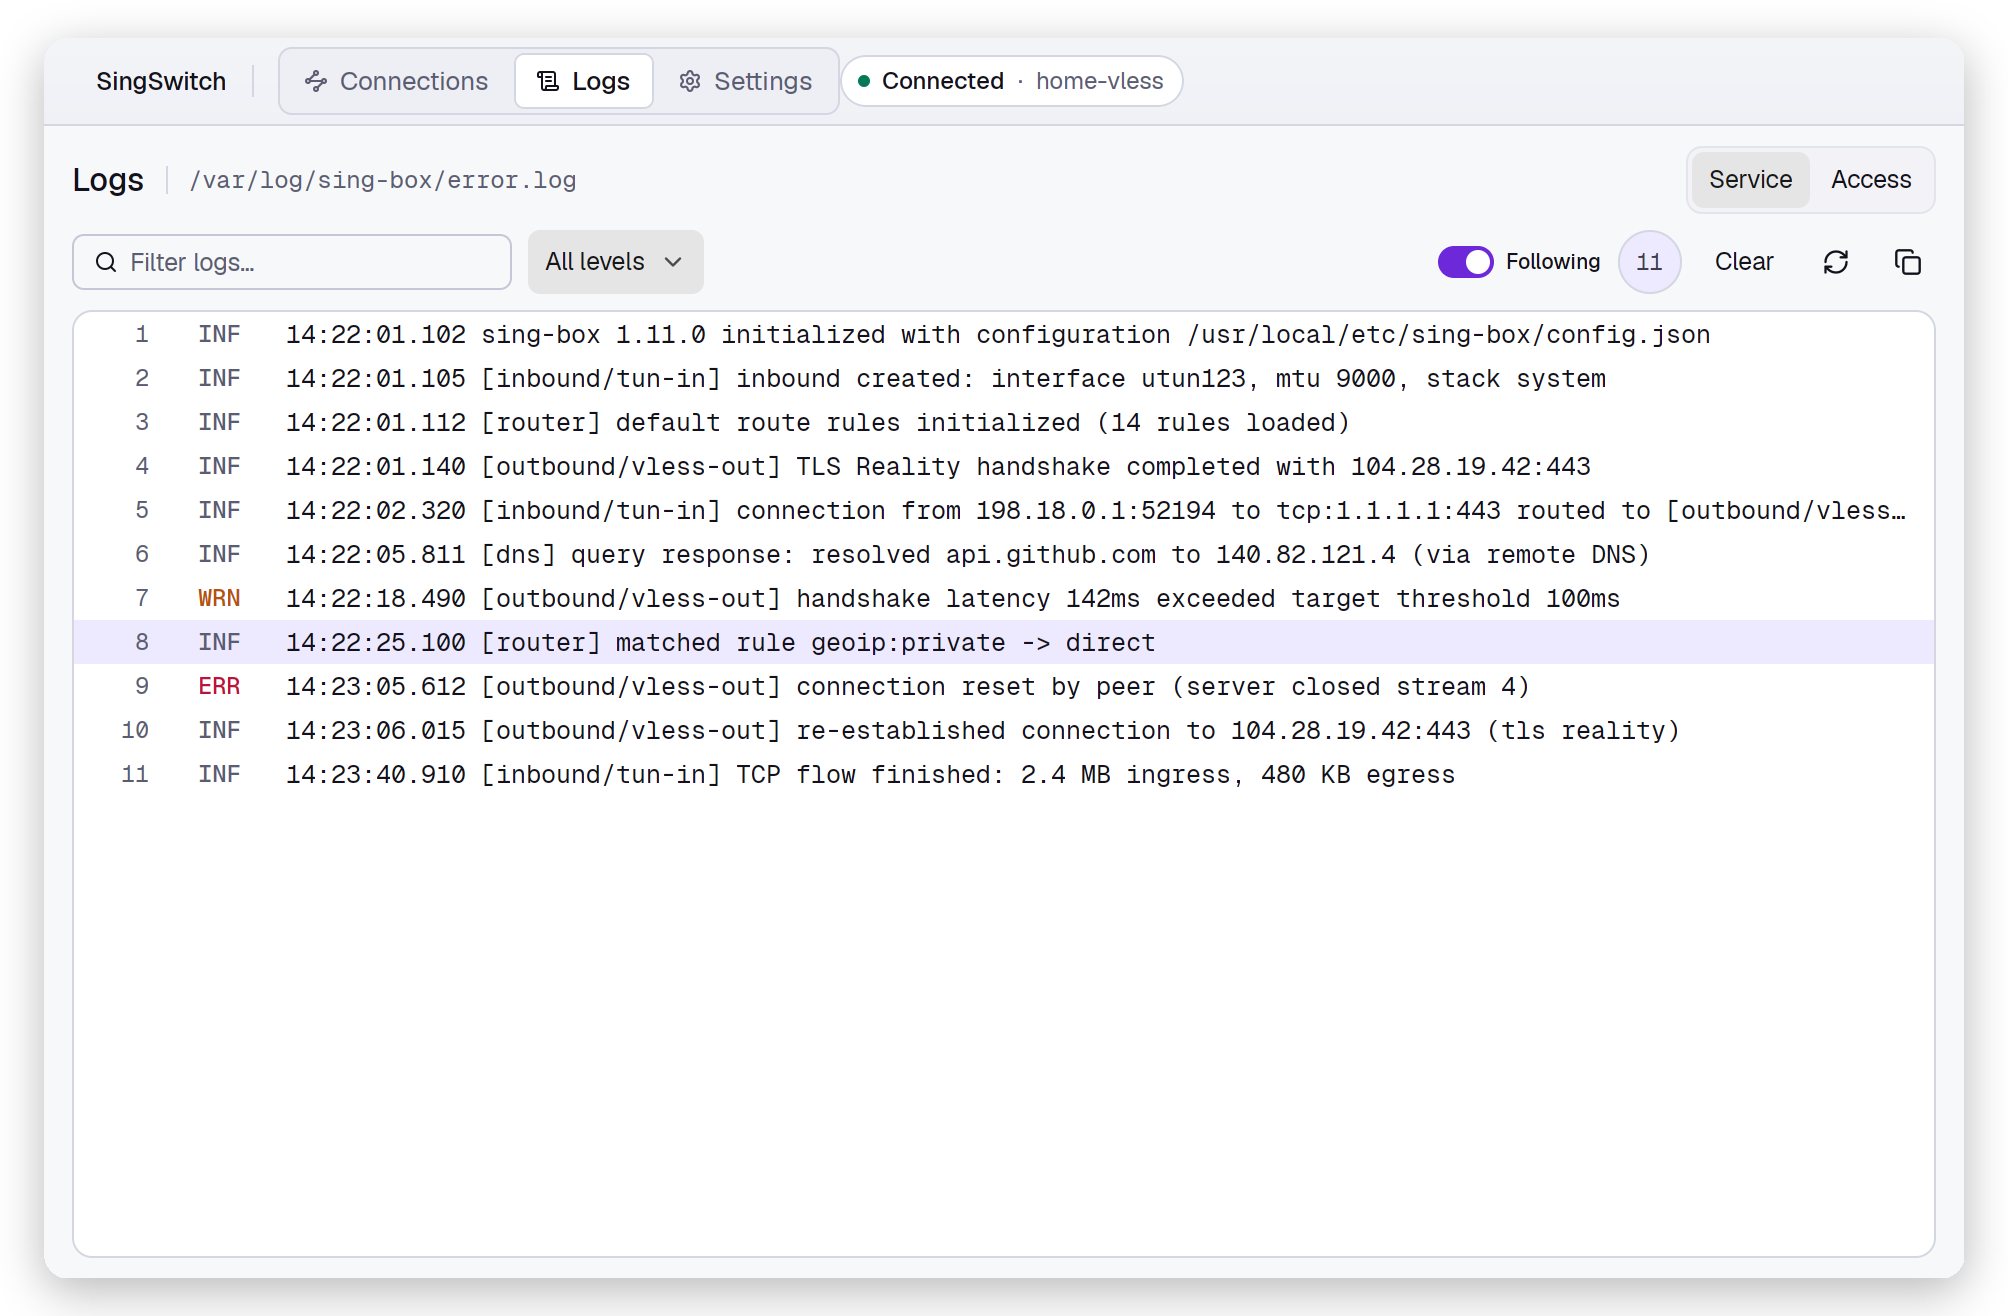 SingSwitch Connections Logs Settings Connected · home-vless
Logs /var/log/sing-box/error.log Service Access
Filter logs... All levels Following 11 Clear
1 INF 14:22:01.102 sing-box 1.11.0 initialized with configuration /usr/local/etc/sing-box/config.json
2 INF 14:22:01.105 [inbound/tun-in] inbound created: interface utun123, mtu 9000, stack system
3 INF 14:22:01.112 [router] default route rules initialized (14 rules loaded)
4 INF 14:22:01.140 [outbound/vless-out] TLS Reality handshake completed with 104.28.19.42:443
5 INF 14:22:02.320 [inbound/tun-in] connection from 198.18.0.1:52194 to tcp:1.1.1.1:443 routed to [outbound/vless…
6 INF 14:22:05.811 [dns] query response: resolved api.github.com to 140.82.121.4 (via remote DNS)
7 WRN 14:22:18.490 [outbound/vless-out] handshake latency 142ms exceeded target threshold 100ms
8 INF 14:22:25.100 [router] matched rule geoip:private -> direct
9 ERR 14:23:05.612 [outbound/vless-out] connection reset by peer (server closed stream 4)
10 INF 14:23:06.015 [outbound/vless-out] re-established connection to 104.28.19.42:443 (tls reality)
11 INF 14:23:40.910 [inbound/tun-in] TCP flow finished: 2.4 MB ingress, 480 KB egress